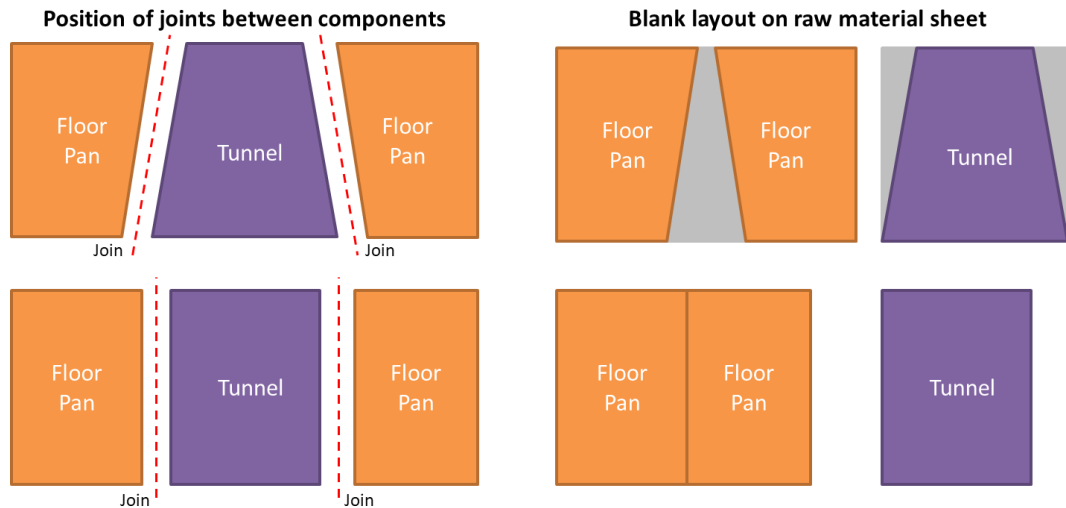 Position of joints between components
Blank layout on raw material sheet
Floor
Pan
Tunnel
Floor
Pan
Join
Join
Floor
Pan
Floor
Pan
Tunnel
Floor
Pan
Tunnel
Floor
Pan
Join
Join
Floor
Pan
Floor
Pan
Tunnel